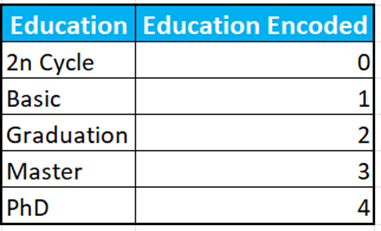 Education Education Encoded
2n Cycle 0
Basic 1
Graduation 2
Master 3
PhD 4